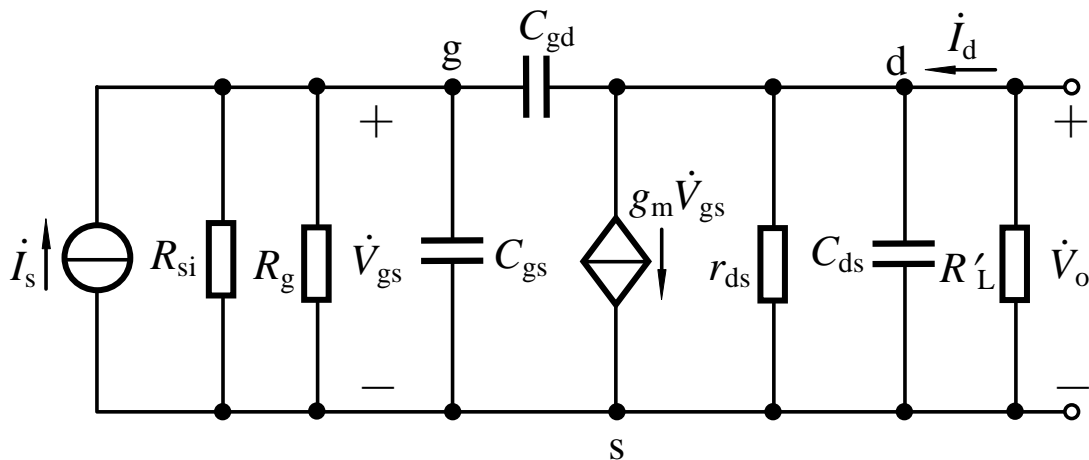 C_gd
g
d
İ_d
+
+
g_m V̇_gs
İ_s
R_si
R_g
V̇_gs
C_gs
r_ds
C_ds
R′_L
V̇_o
−
−
s